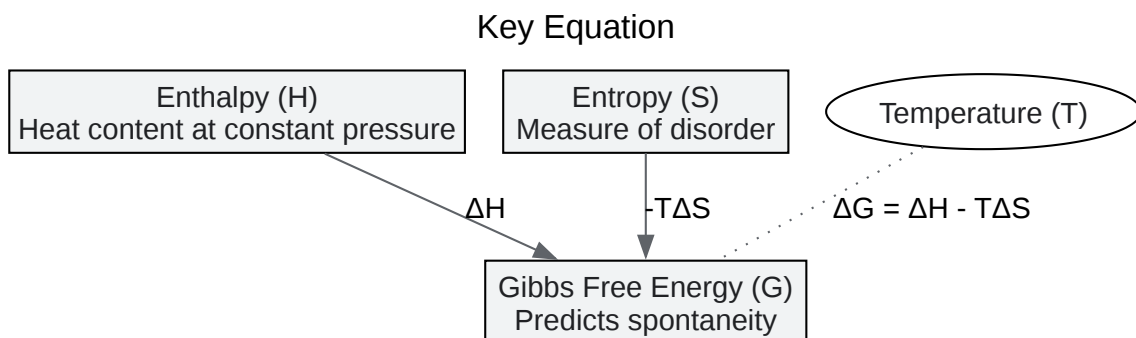 Key Equation
Enthalpy (H)
Heat content at constant pressure
Entropy (S)
Measure of disorder
Temperature (T)
ΔH
-TΔS
ΔG = ΔH - TΔS
Gibbs Free Energy (G)
Predicts spontaneity